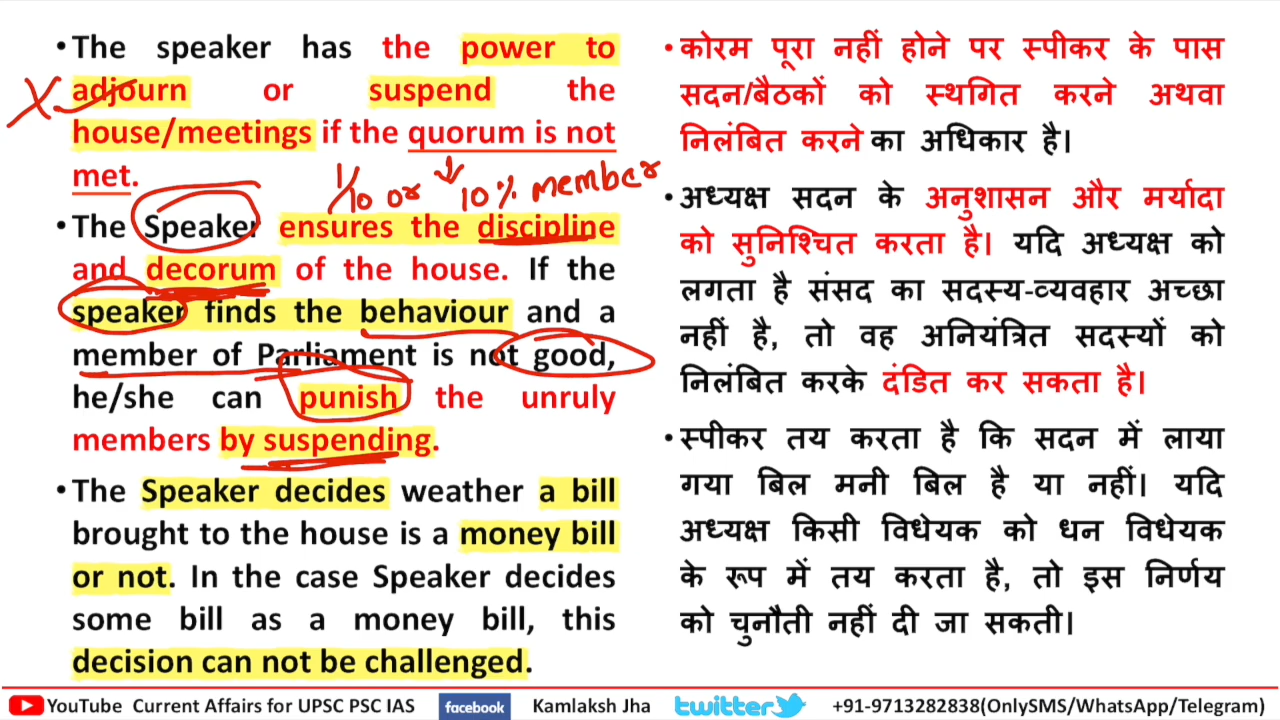 • The speaker has the power to
X adjourn or suspend the
house/meetings if the quorum is not
met.
1/10 or 10% member
• The Speaker ensures the discipline
and decorum of the house. If the
speaker finds the behaviour and a
member of Parliament is not good,
he/she can punish the unruly
members by suspending.
• The Speaker decides weather a bill
brought to the house is a money bill
or not. In the case Speaker decides
some bill as a money bill, this
decision can not be challenged.
• कोरम पूरा नहीं होने पर स्पीकर के पास
सदन/बैठकों को स्थगित करने अथवा
निलंबित करने का अधिकार है।
• अध्यक्ष सदन के अनुशासन और मर्यादा
को सुनिश्चित करता है। यदि अध्यक्ष को
लगता है संसद का सदस्य-व्यवहार अच्छा
नहीं है, तो वह अनियंत्रित सदस्यों को
निलंबित करके दंडित कर सकता है।
• स्पीकर तय करता है कि सदन में लाया
गया बिल मनी बिल है या नहीं। यदि
अध्यक्ष किसी विधेयक को धन विधेयक
के रूप में तय करता है, तो इस निर्णय
को चुनौती नहीं दी जा सकती।
YouTube Current Affairs for UPSC PSC IAS facebook Kamlaksh Jha twitter +91-9713282838(OnlySMS/WhatsApp/Telegram)